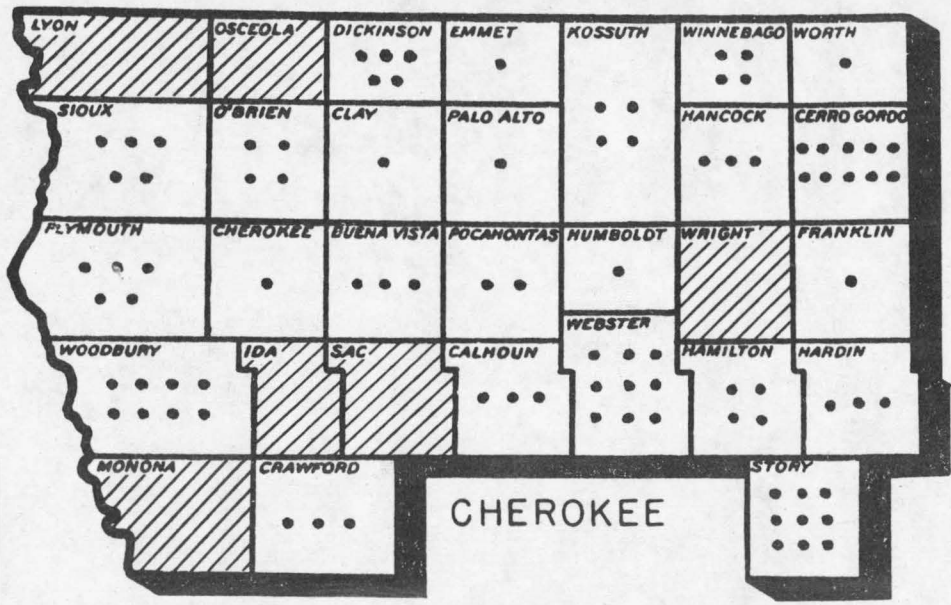 LYON OSCEOLA DICKINSON EMMET KOSSUTH WINNEBAGO WORTH
SIOUX O'BRIEN CLAY PALO ALTO HANCOCK CERRO GORDO
PLYMOUTH CHEROKEE BUENA VISTA POCAHONTAS HUMBOLDT WRIGHT FRANKLIN
WEBSTER
WOODBURY IDA SAC CALHOUN HAMILTON HARDIN
MONONA CRAWFORD STORY
CHEROKEE